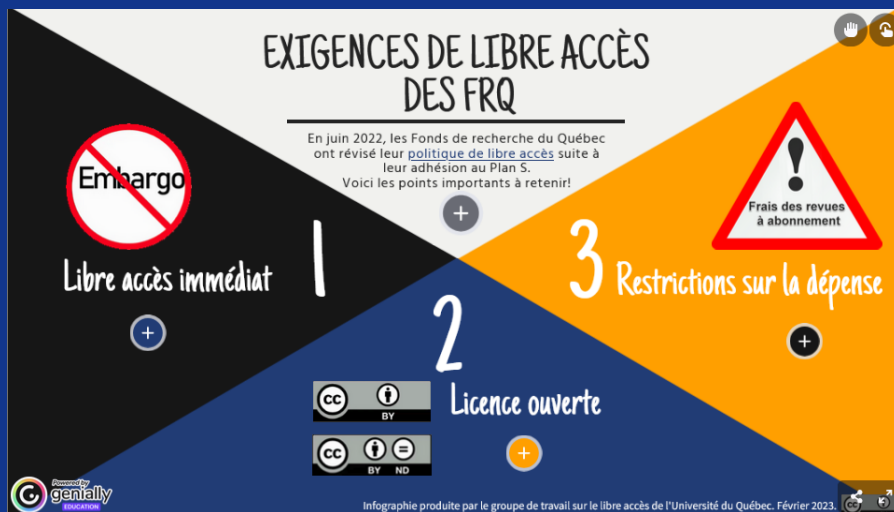 EXIGENCES DE LIBRE ACCÈS
DES FRQ
En juin 2022, les Fonds de recherche du Québec
ont révisé leur politique de libre accès suite à
leur adhésion au Plan S.
Voici les points importants à retenir!
Embargo
1
Libre accès immédiat
2
Licence ouverte
cc
BY
cc
BY ND
3
Frais des revues
à abonnement
Restrictions sur la dépense
Powered by
genially
EDUCATION
Infographie produite par le groupe de travail sur le libre accès de l'Université du Québec. Février 2023.